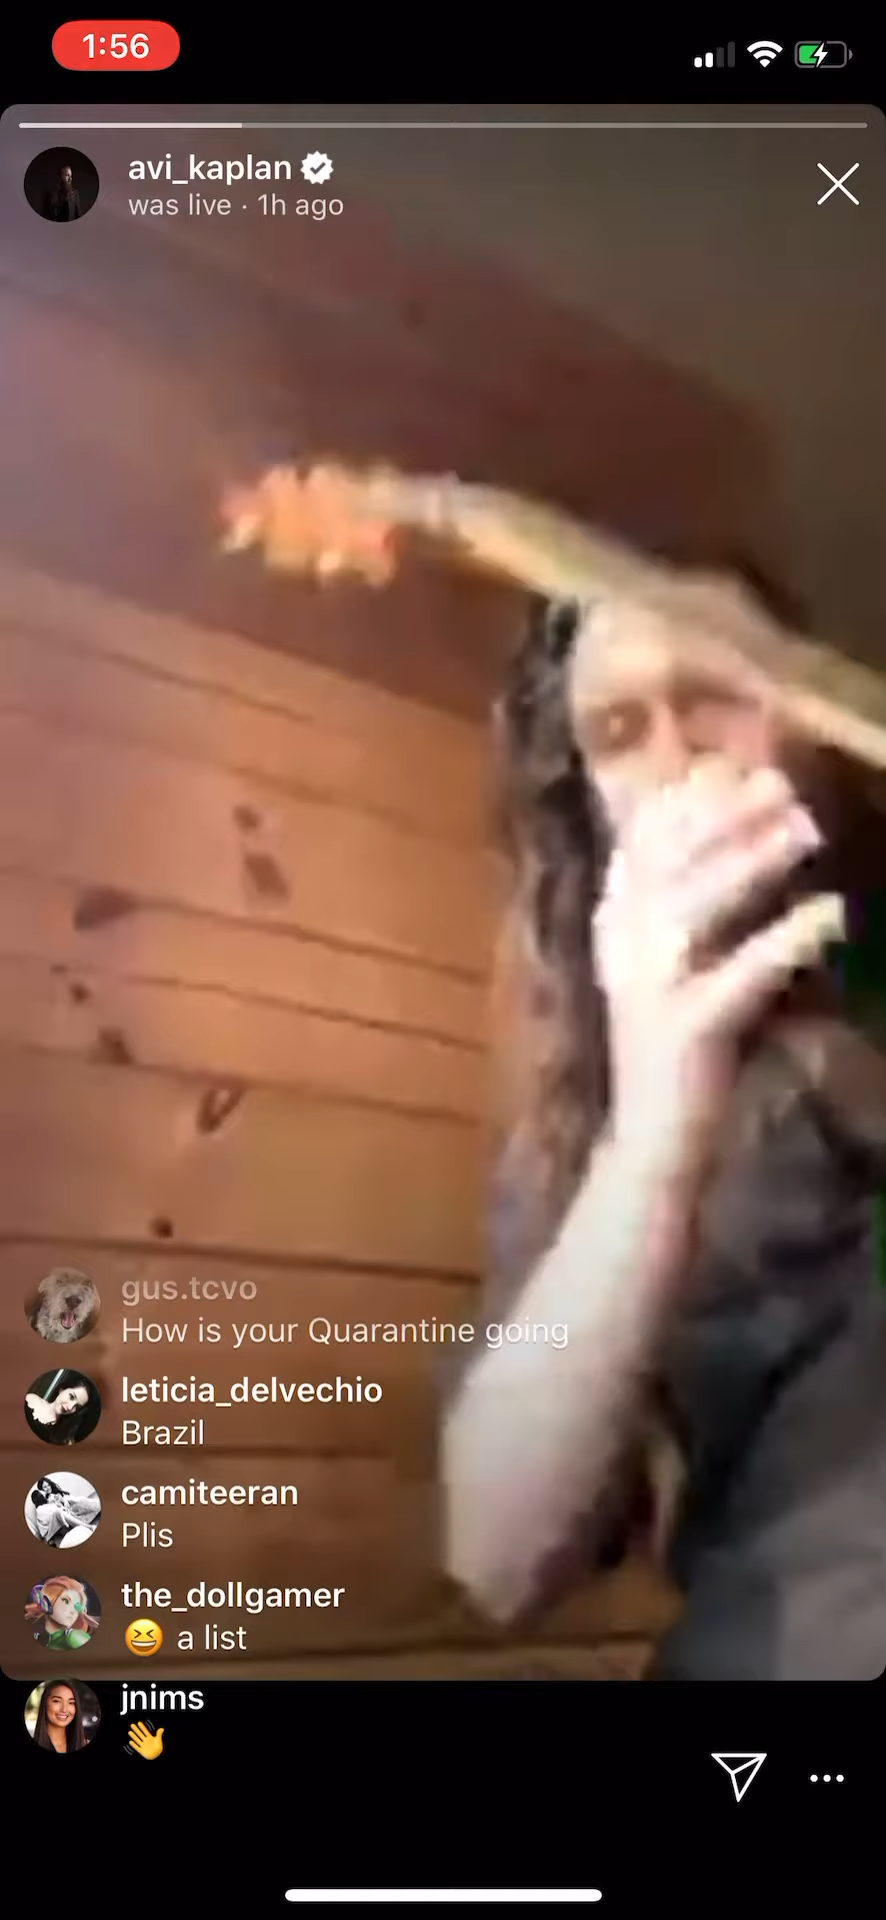 1:56
avi_kaplan
was live · 1h ago
gus.tcvo
How is your Quarantine going
leticia_delvechio
Brazil
camiteeran
Plis
the_dollgamer
😆 a list
jnims
👋